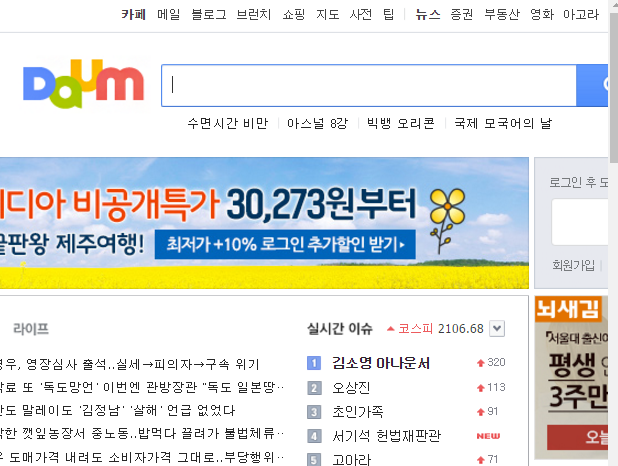 카페 메일 블로그 브런치 쇼핑 지도 사전 팁 뉴스 증권 부동산 영화 아고라
Daum
수면시간 비만 아스널 8강 빅뱅 오리콘 국제 모국어의 날
디아 비공개특가 30,273원부터
끝판왕 제주여행! 최저가 +10% 로그인 추가할인 받기
로그인 후 도
회원가입
라이프
실시간 이슈 코스피 2106.68
병우, 영장심사 출석..실세→피의자→구속 위기
1 김소영 아나운서 320
또 '독도망언' 이번엔 관방장관 "독도 일본땅…
2 오상진 113
말레이도 '김정남' '살해' 언급 없었다
3 초인가족 91
깻잎농장서 중노동..밥먹다 끌려가 불법체류…
4 서기석 헌법재판관 NEW
도매가격 내려도 소비자가격 그대로..부당행위…
5 고아라 71
뇌새김
"서울대 출신이
평생
3주만
오늘